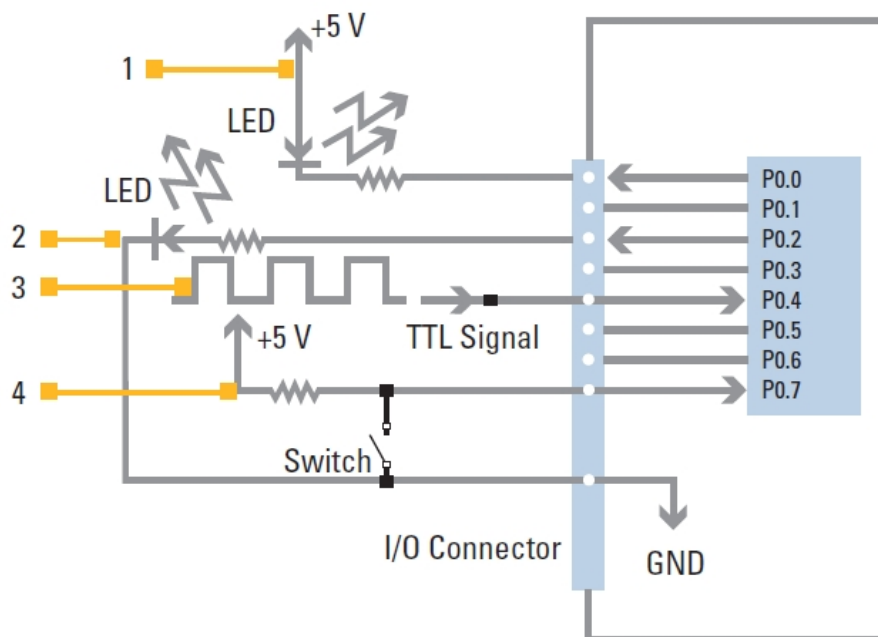 +5 V
1
LED
LED
P0.0
P0.1
2
P0.2
3
P0.3
P0.4
+5 V
TTL Signal
P0.5
P0.6
4
P0.7
Switch
I/O Connector
GND